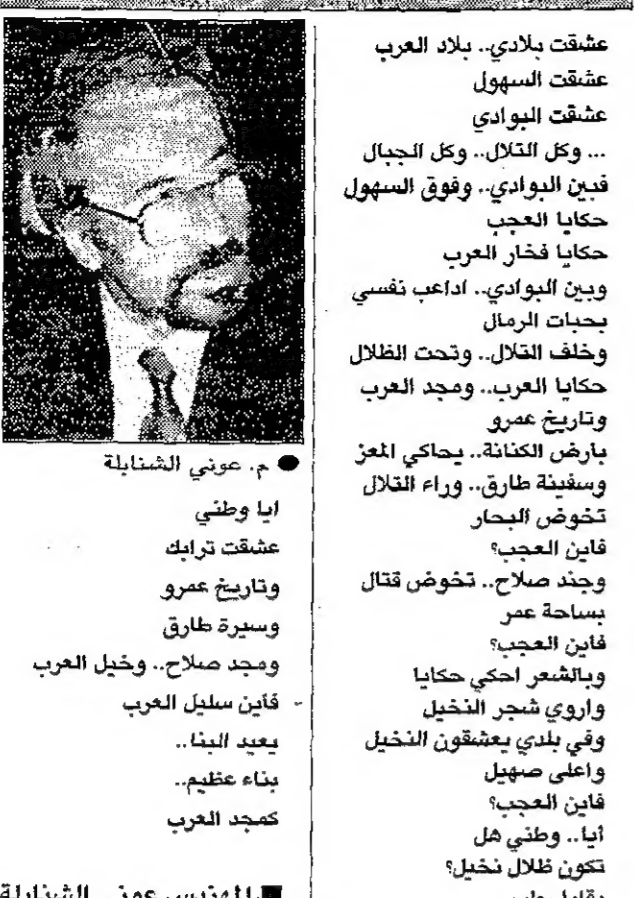 عشقت بلادي.. بلاد العرب
عشقت السهول
عشقت البوادي
... وكل التلال.. وكل الجبال
فبين البوادي.. وفوق السهول
حكايا العجب
حكايا فخار العرب
وبين البوادي.. اداعب نفسي
بحبات الرمال
وخلف التلال.. وتحت الظلال
حكايا العرب.. ومجد العرب
وتاريخ عمرو
بارض الكنانة.. يحاكي المعز
وسفينة طارق.. وراء التلال
تخوض البحار
فاين العجب؟
وجند صلاح.. تخوض قتال
بساحة عمر
فاين العجب؟
وبالشعر احكي حكايا
واروي شجر النخيل
وفي بلدي يعشقون النخيل
واعلى صهيل
فاين العجب؟
أيا.. وطني هل
تكون ظلال نخيل؟
● م. عوني الشنابلة
ايا وطني
عشقت ترابك
وتاريخ عمرو
وسيرة طارق
ومجد صلاح.. وخيل العرب
- فأين سليل العرب
يعيد البنا..
بناء عظيم..
كمجد العرب
■ المهندس عوني الشنابلة